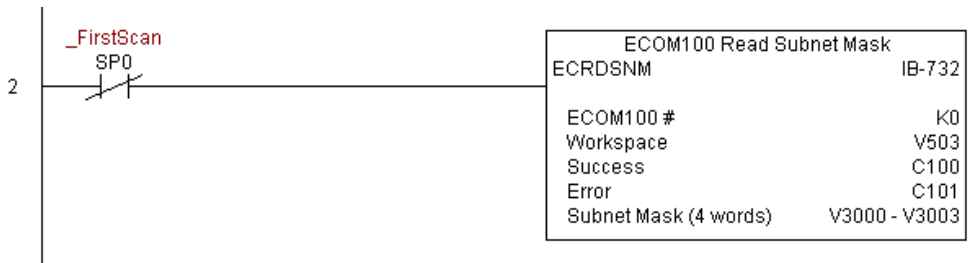 _FirstScan
SP0
2
ECOM100 Read Subnet Mask
ECRDSNM IB-732
ECOM100 # K0
Workspace V503
Success C100
Error C101
Subnet Mask (4 words) V3000 - V3003